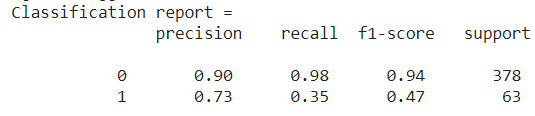 Classification report =
precision recall f1-score support
0 0.90 0.98 0.94 378
1 0.73 0.35 0.47 63